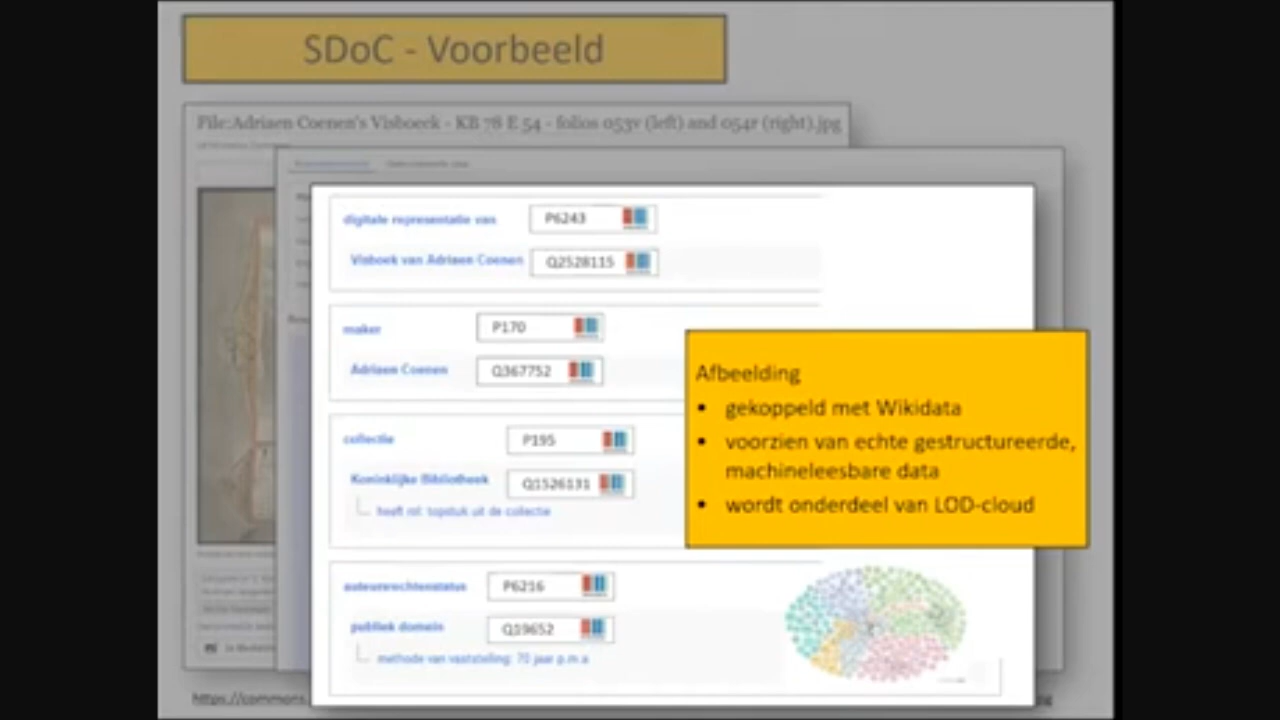 SDoC - Voorbeeld
File:Adriaen Coenen's Visboeck - KB 78 E 54 - folios 053v (left) and 054r (right).jpg
digitale representatie van P6243
Visboek van Adriaen Coenen Q2528115
maker P170
Adriaen Coenen Q367752
collectie P195
Koninklijke Bibliotheek Q1526131
heeft rol: topstuk uit de collectie
auteursrechtenstatus P6216
publiek domein Q19652
methode van vaststelling: 70 jaar p.m.a
Afbeelding
• gekoppeld met Wikidata
• voorzien van echte gestructureerde,
machineleesbare data
• wordt onderdeel van LOD-cloud
https://commons.